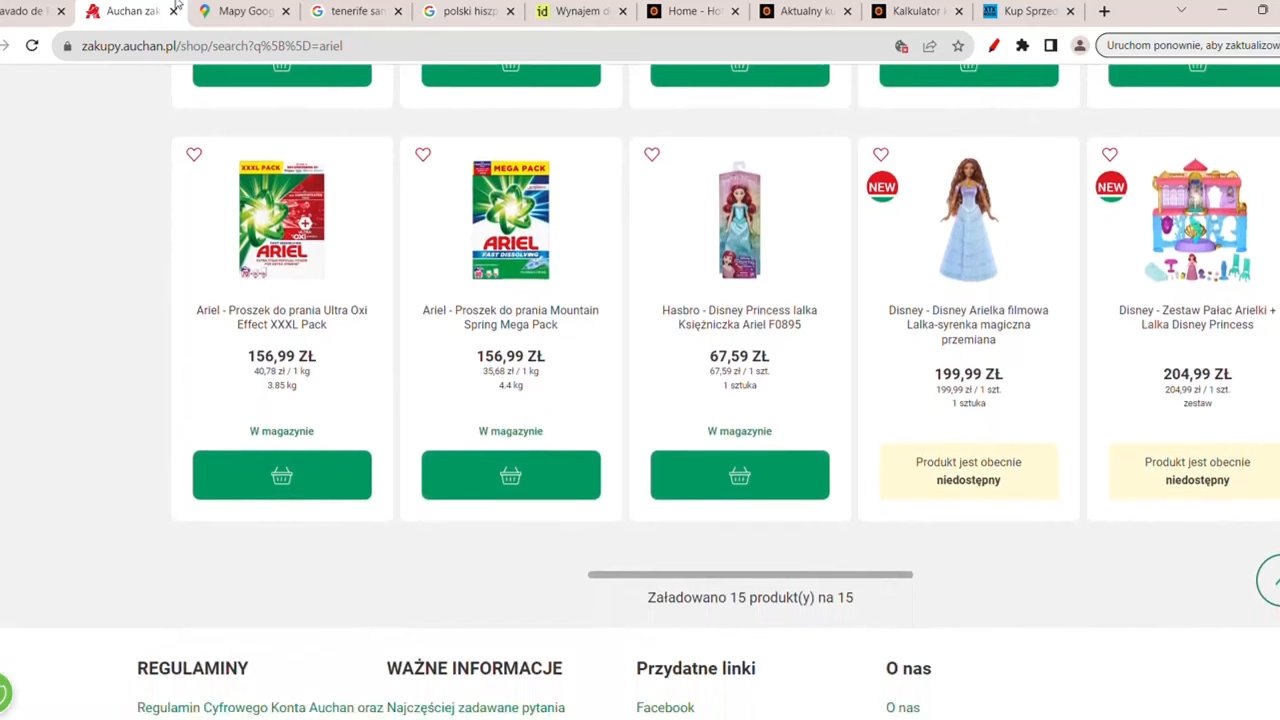 avado de
Auchan zak
Mapy Goog
tenerife sar
polski hiszp
Wynajem d
Home - Ho
Aktualny ku
Kalkulator
Kup Sprzed
zakupy.auchan.pl/shop/search?q%5B%5D=ariel
Uruchom ponownie, aby zaktualizow
XXXL PACK
ARIEL
MEGA PACK
ARIEL
FAST DISSOLVING
NEW
NEW
Ariel - Proszek do prania Ultra Oxi
Effect XXXL Pack
156,99 ZŁ
40,78 zł / 1 kg
3.85 kg
W magazynie
Ariel - Proszek do prania Mountain
Spring Mega Pack
156,99 ZŁ
35,68 zł / 1 kg
4.4 kg
W magazynie
Hasbro - Disney Princess lalka
Księżniczka Ariel F0895
67,59 ZŁ
67,59 zł / 1 szt.
1 sztuka
W magazynie
Disney - Disney Arielka filmowa
Lalka-syrenka magiczna
przemiana
199,99 ZŁ
199,99 zł / 1 szt.
1 sztuka
Produkt jest obecnie
niedostępny
Disney - Zestaw Pałac Arielki +
Lalka Disney Princess
204,99 ZŁ
204,99 zł / 1 szt.
zestaw
Produkt jest obecnie
niedostępny
Załadowano 15 produkt(y) na 15
REGULAMINY
Regulamin Cyfrowego Konta Auchan oraz
WAŻNE INFORMACJE
Najczęściej zadawane pytania
Przydatne linki
Facebook
O nas
O nas